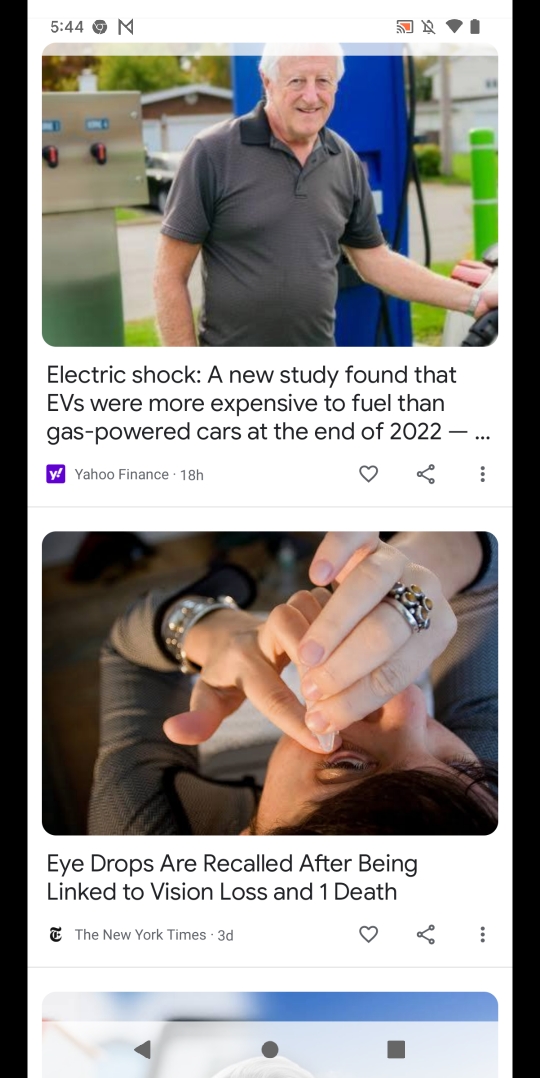 5:44
Electric shock: A new study found that
EVs were more expensive to fuel than
gas-powered cars at the end of 2022 — ...
y!
Yahoo Finance · 18h
Eye Drops Are Recalled After Being
Linked to Vision Loss and 1 Death
The New York Times · 3d